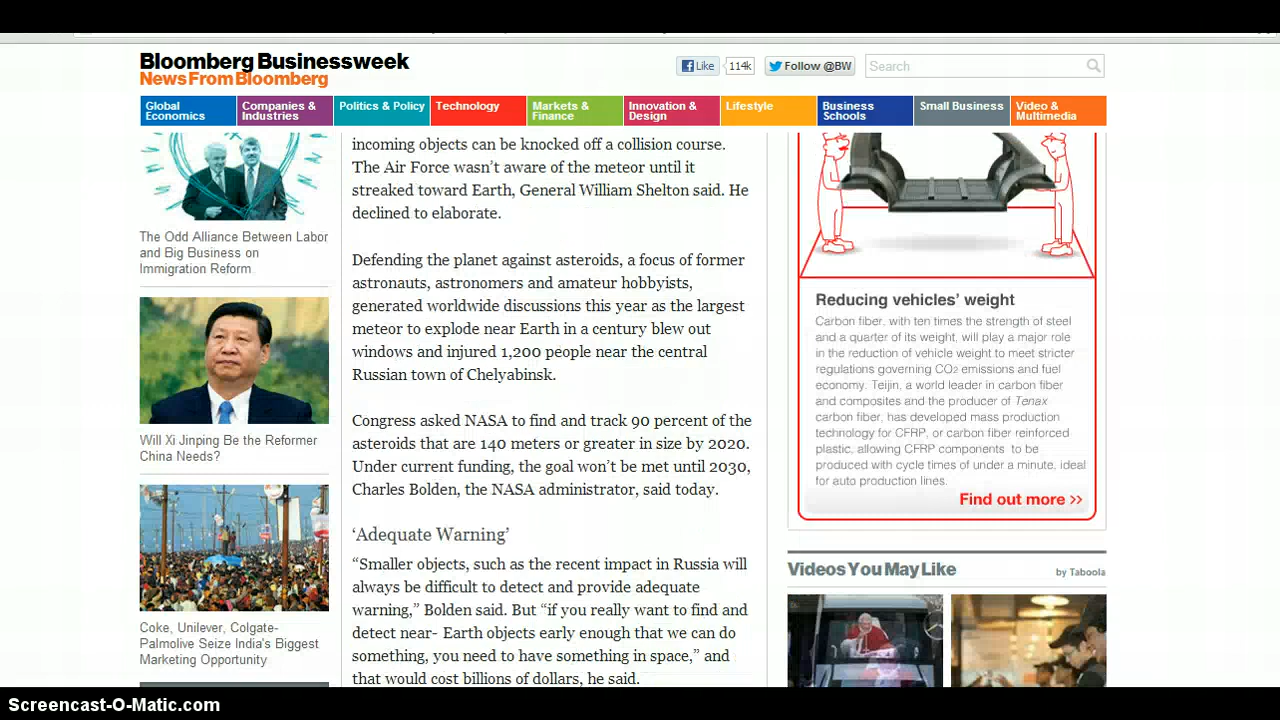 Bloomberg Businessweek
News From Bloomberg
Like
114k
Follow @BW
Search
Global
Economics
Companies &
Industries
Politics & Policy
Technology
Markets &
Finance
Innovation &
Design
Lifestyle
Business
Schools
Small Business
Video &
Multimedia
The Odd Alliance Between Labor
and Big Business on
Immigration Reform
Will Xi Jinping Be the Reformer
China Needs?
Coke, Unilever, Colgate-
Palmolive Seize India's Biggest
Marketing Opportunity
incoming objects can be knocked off a collision course.
The Air Force wasn’t aware of the meteor until it
streaked toward Earth, General William Shelton said. He
declined to elaborate.
Defending the planet against asteroids, a focus of former
astronauts, astronomers and amateur hobbyists,
generated worldwide discussions this year as the largest
meteor to explode near Earth in a century blew out
windows and injured 1,200 people near the central
Russian town of Chelyabinsk.
Congress asked NASA to find and track 90 percent of the
asteroids that are 140 meters or greater in size by 2020.
Under current funding, the goal won’t be met until 2030,
Charles Bolden, the NASA administrator, said today.
‘Adequate Warning’
“Smaller objects, such as the recent impact in Russia will
always be difficult to detect and provide adequate
warning,” Bolden said. But “if you really want to find and
detect near- Earth objects early enough that we can do
something, you need to have something in space,” and
that would cost billions of dollars, he said.
Reducing vehicles’ weight
Carbon fiber, with ten times the strength of steel
and a quarter of its weight, will play a major role
in the reduction of vehicle weight to meet stricter
regulations governing CO2 emissions and fuel
economy. Teijin, a world leader in carbon fiber
and composites and the producer of Tenax
carbon fiber, has developed mass production
technology for CFRP, or carbon fiber reinforced
plastic, allowing CFRP components to be
produced with cycle times of under a minute, ideal
for auto production lines.
Find out more >>
Videos You May Like
by Taboola
Screencast-O-Matic.com